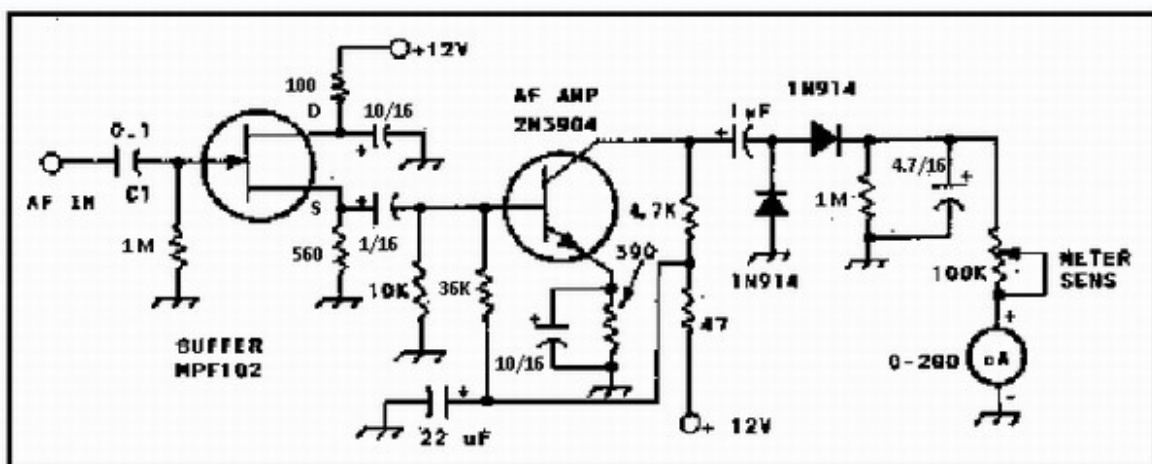 +12V
100
D
10/16
AF AMP
2N3904
1 uF
1N914
0.1
C1
AF IN
S
1M
560
1/16
10K
36K
390
10/16
4.7K
47
1N914
1M
4.7/16
+
100K
METER
SENS
BUFFER
MPF102
22 uF
+ 12V
0-200
uA
+
-